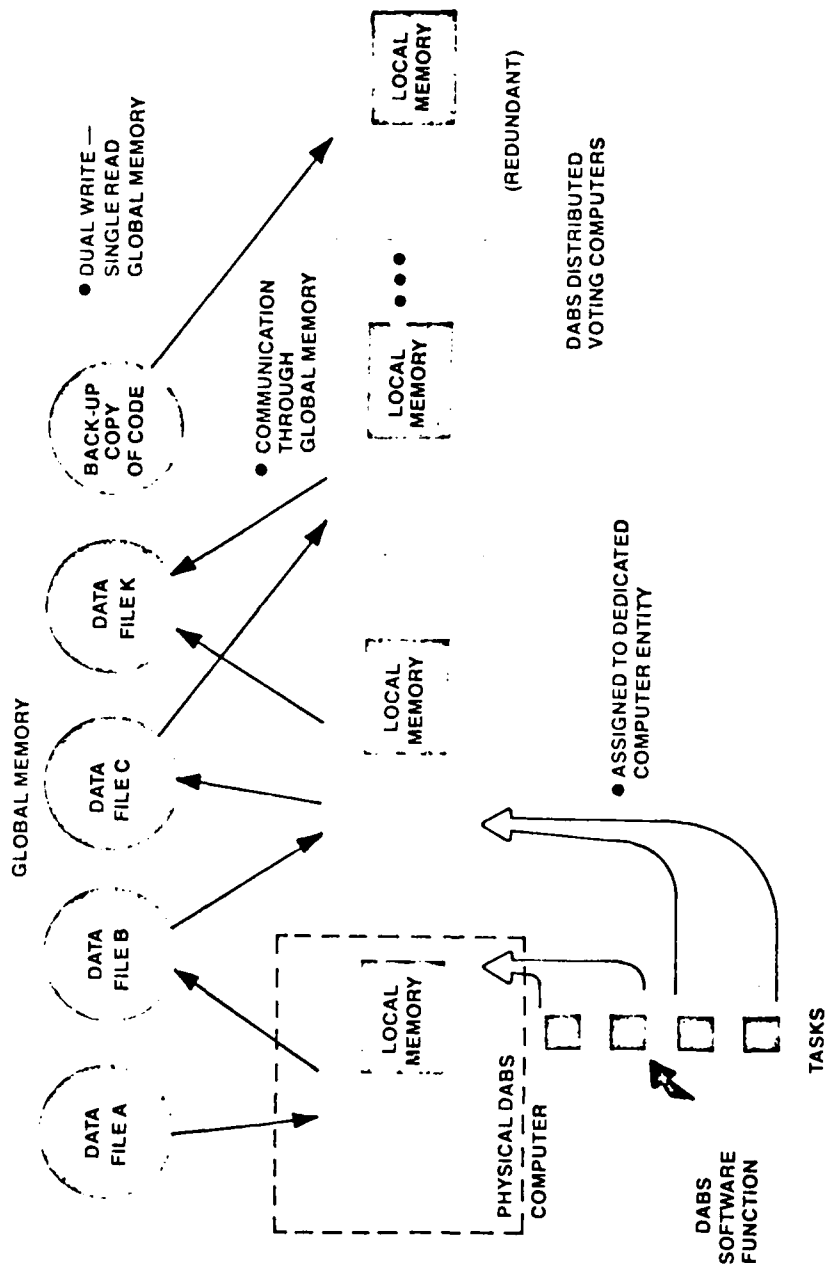 GLOBAL MEMORY
DATA
FILE A
DATA
FILE B
DATA
FILE C
DATA
FILE K
BACK-UP
COPY
OF CODE
● DUAL WRITE —
SINGLE READ
GLOBAL MEMORY
● COMMUNICATION
THROUGH
GLOBAL MEMORY
LOCAL
MEMORY
LOCAL
MEMORY
LOCAL
MEMORY
LOCAL
MEMORY
(REDUNDANT)
PHYSICAL DABS
COMPUTER
● ASSIGNED TO DEDICATED
COMPUTER ENTITY
DABS DISTRIBUTED
VOTING COMPUTERS
DABS
SOFTWARE
FUNCTION
TASKS